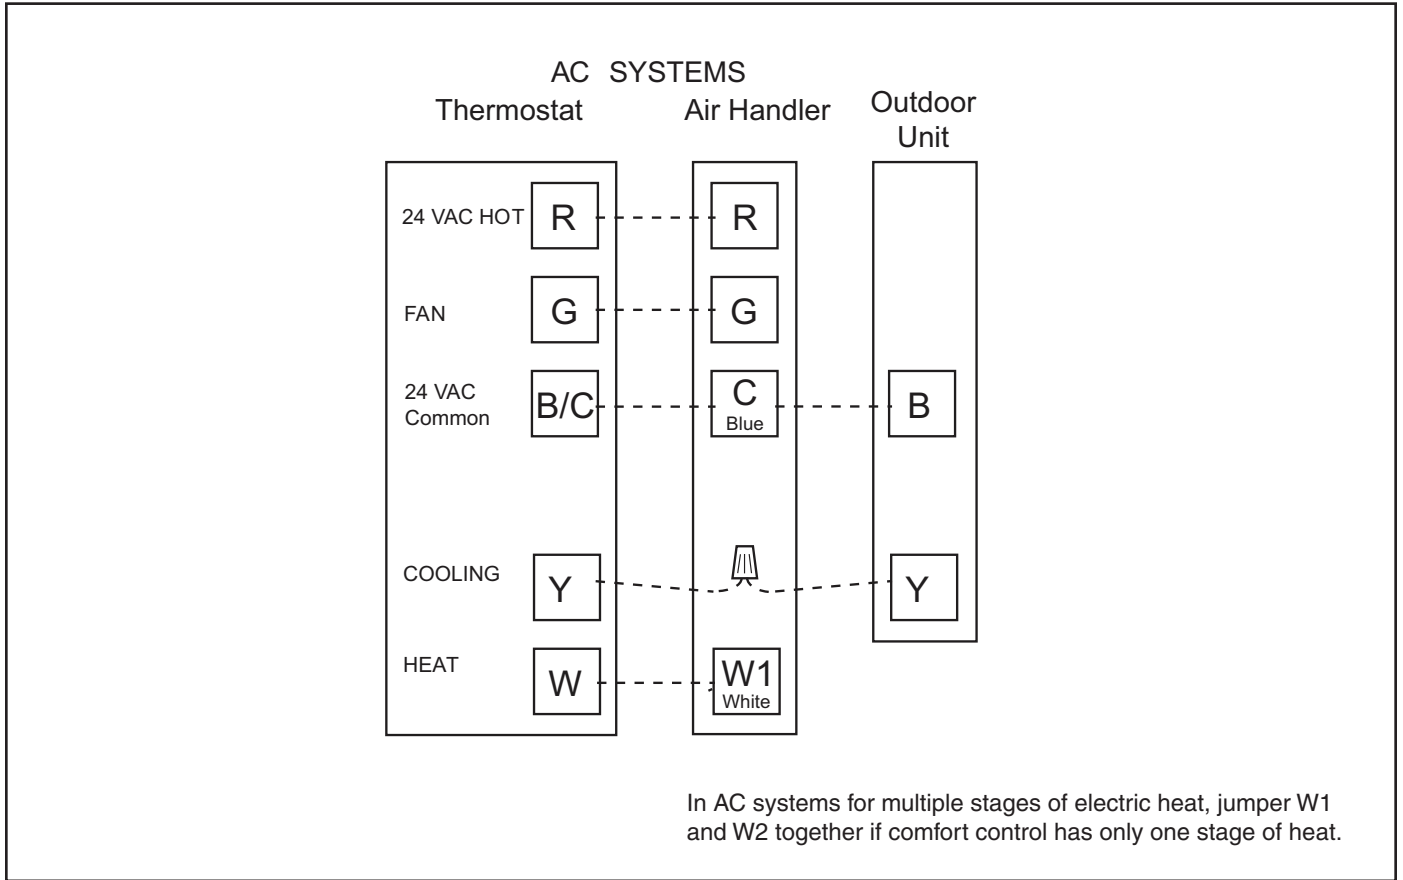 AC SYSTEMS
Thermostat
Air Handler
Outdoor
Unit
24 VAC HOT
R
R
FAN
G
G
24 VAC
Common
B/C
C
Blue
B
COOLING
Y
Y
HEAT
W
W1
White
In AC systems for multiple stages of electric heat, jumper W1
and W2 together if comfort control has only one stage of heat.